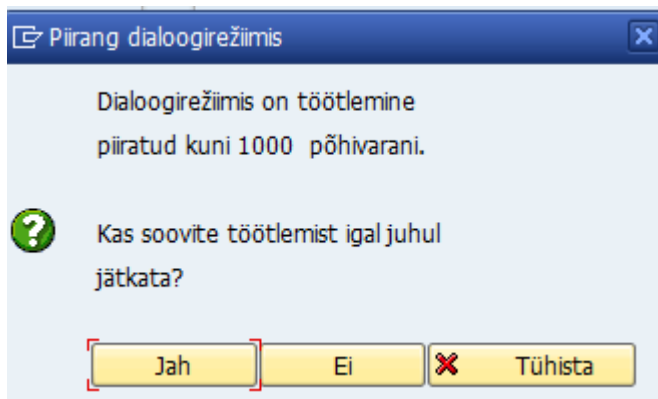 Piirang dialoogirežiimis
Dialoogirežiimis on töötlemine
piiratud kuni 1000 põhivarani.
Kas soovite töötlemist igal juhul
jätkata?
Jah Ei Tühista